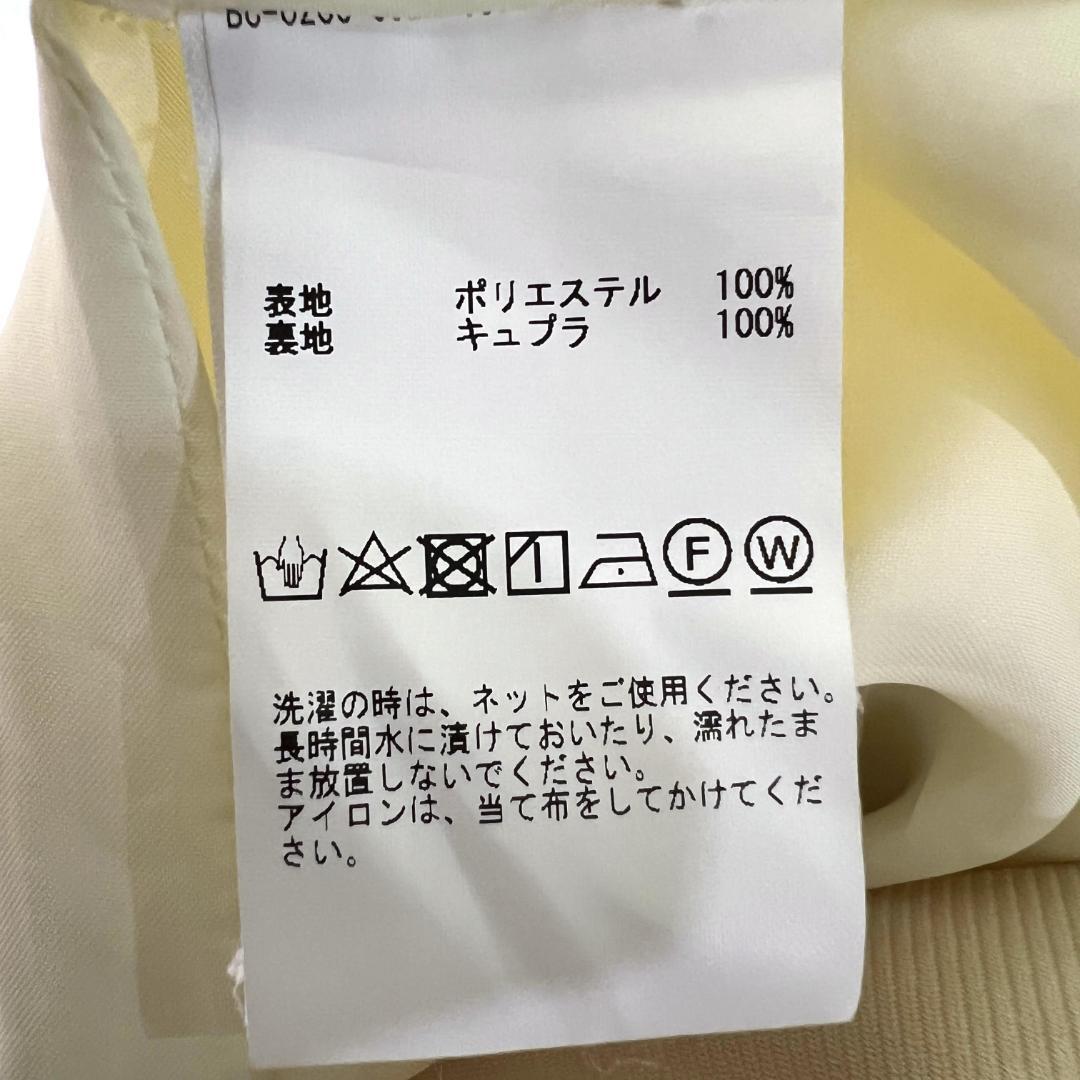 表地 ポリエステル 100%
裏地 キュプラ 100%
F W
洗濯の時は、ネットをご使用ください。
長時間水に漬けておいたり、濡れたま
ま放置しないでください。
アイロンは、当て布をしてかけてくだ
さい。